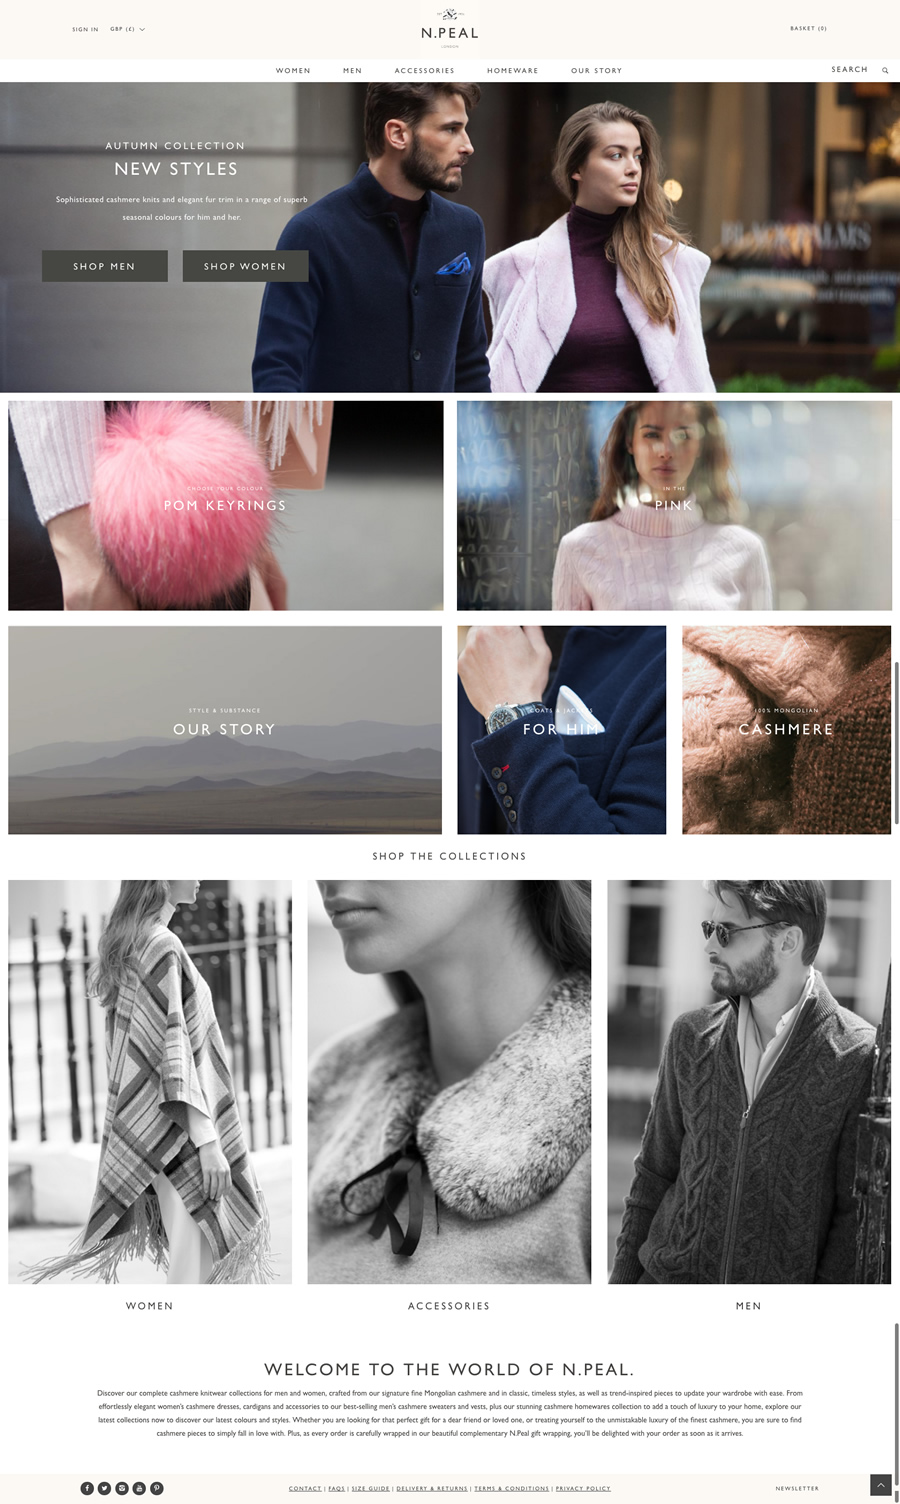 SIGN IN
GBP (£)
N.PEAL
LONDON
BASKET (0)
WOMEN
MEN
ACCESSORIES
HOMEWARE
OUR STORY
SEARCH
AUTUMN COLLECTION
NEW STYLES
Sophisticated cashmere knits and elegant fur trim in a range of superb
seasonal colours for him and her.
SHOP MEN
SHOP WOMEN
CHOOSE YOUR COLOUR
POM KEYRINGS
IN THE
PINK
STYLE & SUBSTANCE
OUR STORY
COATS & JACKETS
FOR HIM
100% MONGOLIAN
CASHMERE
SHOP THE COLLECTIONS
WOMEN
ACCESSORIES
MEN
WELCOME TO THE WORLD OF N.PEAL.
Discover our complete cashmere knitwear collections for men and women, crafted from our signature fine Mongolian cashmere and in classic, timeless styles, as well as trend-inspired pieces to update your wardrobe with ease. From
effortlessly elegant women's cashmere dresses, cardigans and accessories to our best-selling men's cashmere sweaters and vests, plus our stunning cashmere homewares collection to add a touch of luxury to your home, explore our
latest collections now to discover our latest colours and styles. Whether you are looking for that perfect gift for a dear friend or loved one, or treating yourself to the unmistakable luxury of the finest cashmere, you are sure to find
cashmere pieces to simply fall in love with. Plus, as every order is carefully wrapped in our beautiful complementary N.Peal gift wrapping, you'll be delighted with your order as soon as it arrives.
CONTACT | FAQS | SIZE GUIDE | DELIVERY & RETURNS | TERMS & CONDITIONS | PRIVACY POLICY
NEWSLETTER